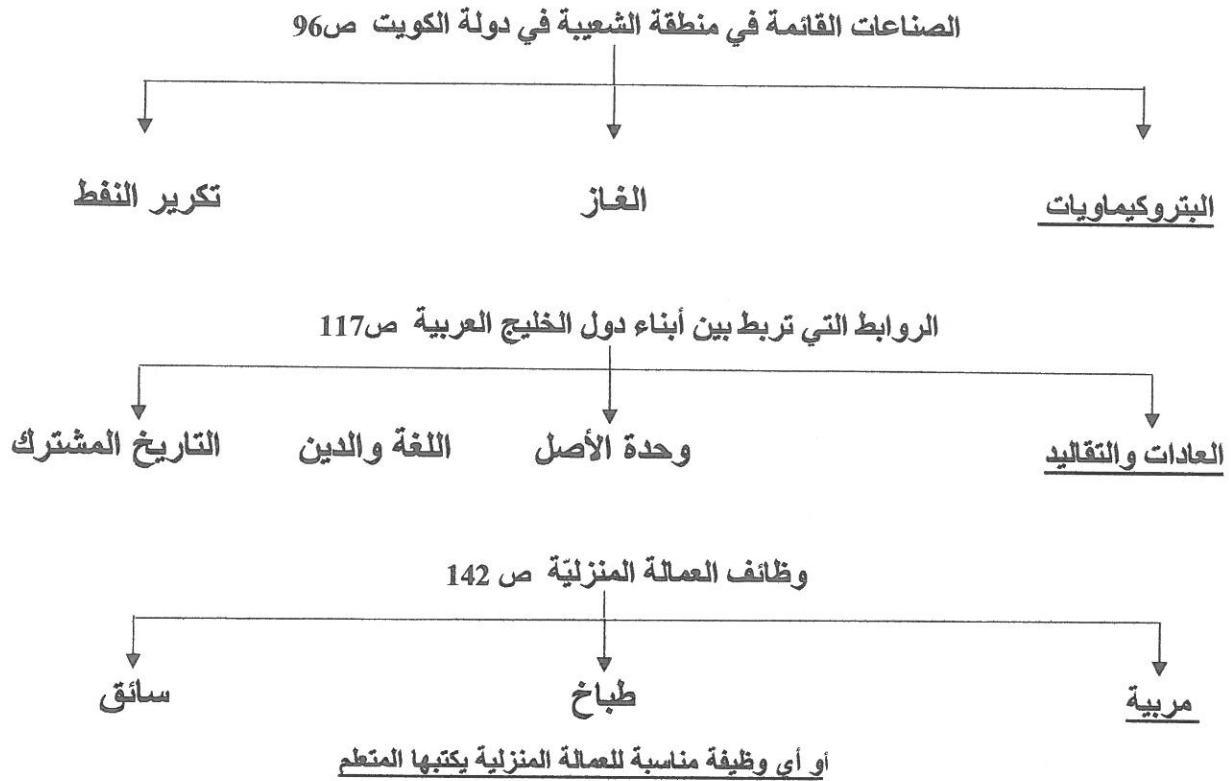 الصناعات القائمة في منطقة الشعيبة في دولة الكويت ص96
البتروكيماويات الغاز تكرير النفط
الروابط التي تربط بين أبناء دول الخليج العربية ص117
العادات والتقاليد وحدة الأصل اللغة والدين التاريخ المشترك
وظائف العمالة المنزليّة ص 142
مربية طباخ سائق
أو أي وظيفة مناسبة للعمالة المنزلية يكتبها المتعلم